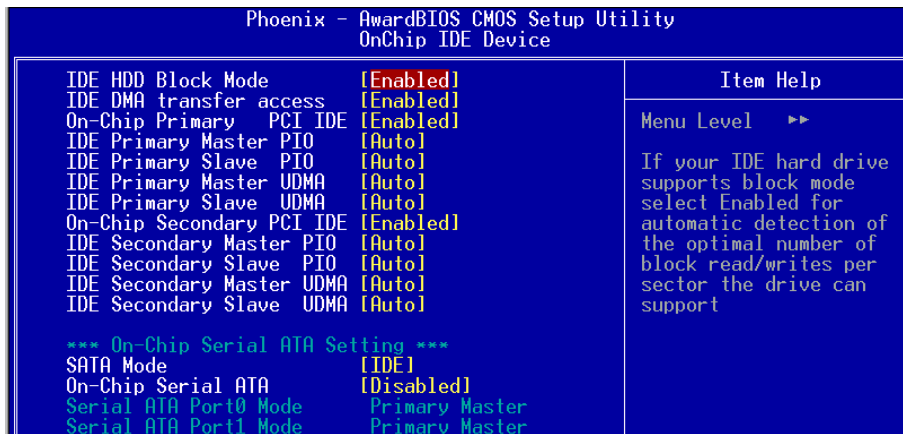 Phoenix - AwardBIOS CMOS Setup Utility
OnChip IDE Device
IDE HDD Block Mode [Enabled]
IDE DMA transfer access [Enabled]
On-Chip Primary PCI IDE [Enabled]
IDE Primary Master PIO [Auto]
IDE Primary Slave PIO [Auto]
IDE Primary Master UDMA [Auto]
IDE Primary Slave UDMA [Auto]
On-Chip Secondary PCI IDE [Enabled]
IDE Secondary Master PIO [Auto]
IDE Secondary Slave PIO [Auto]
IDE Secondary Master UDMA [Auto]
IDE Secondary Slave UDMA [Auto]
*** On-Chip Serial ATA Setting ***
SATA Mode [IDE]
On-Chip Serial ATA [Disabled]
Serial ATA Port0 Mode Primary Master
Serial ATA Port1 Mode Primary Master
Item Help
Menu Level ▸▸
If your IDE hard drive
supports block mode
select Enabled for
automatic detection of
the optimal number of
block read/writes per
sector the drive can
support